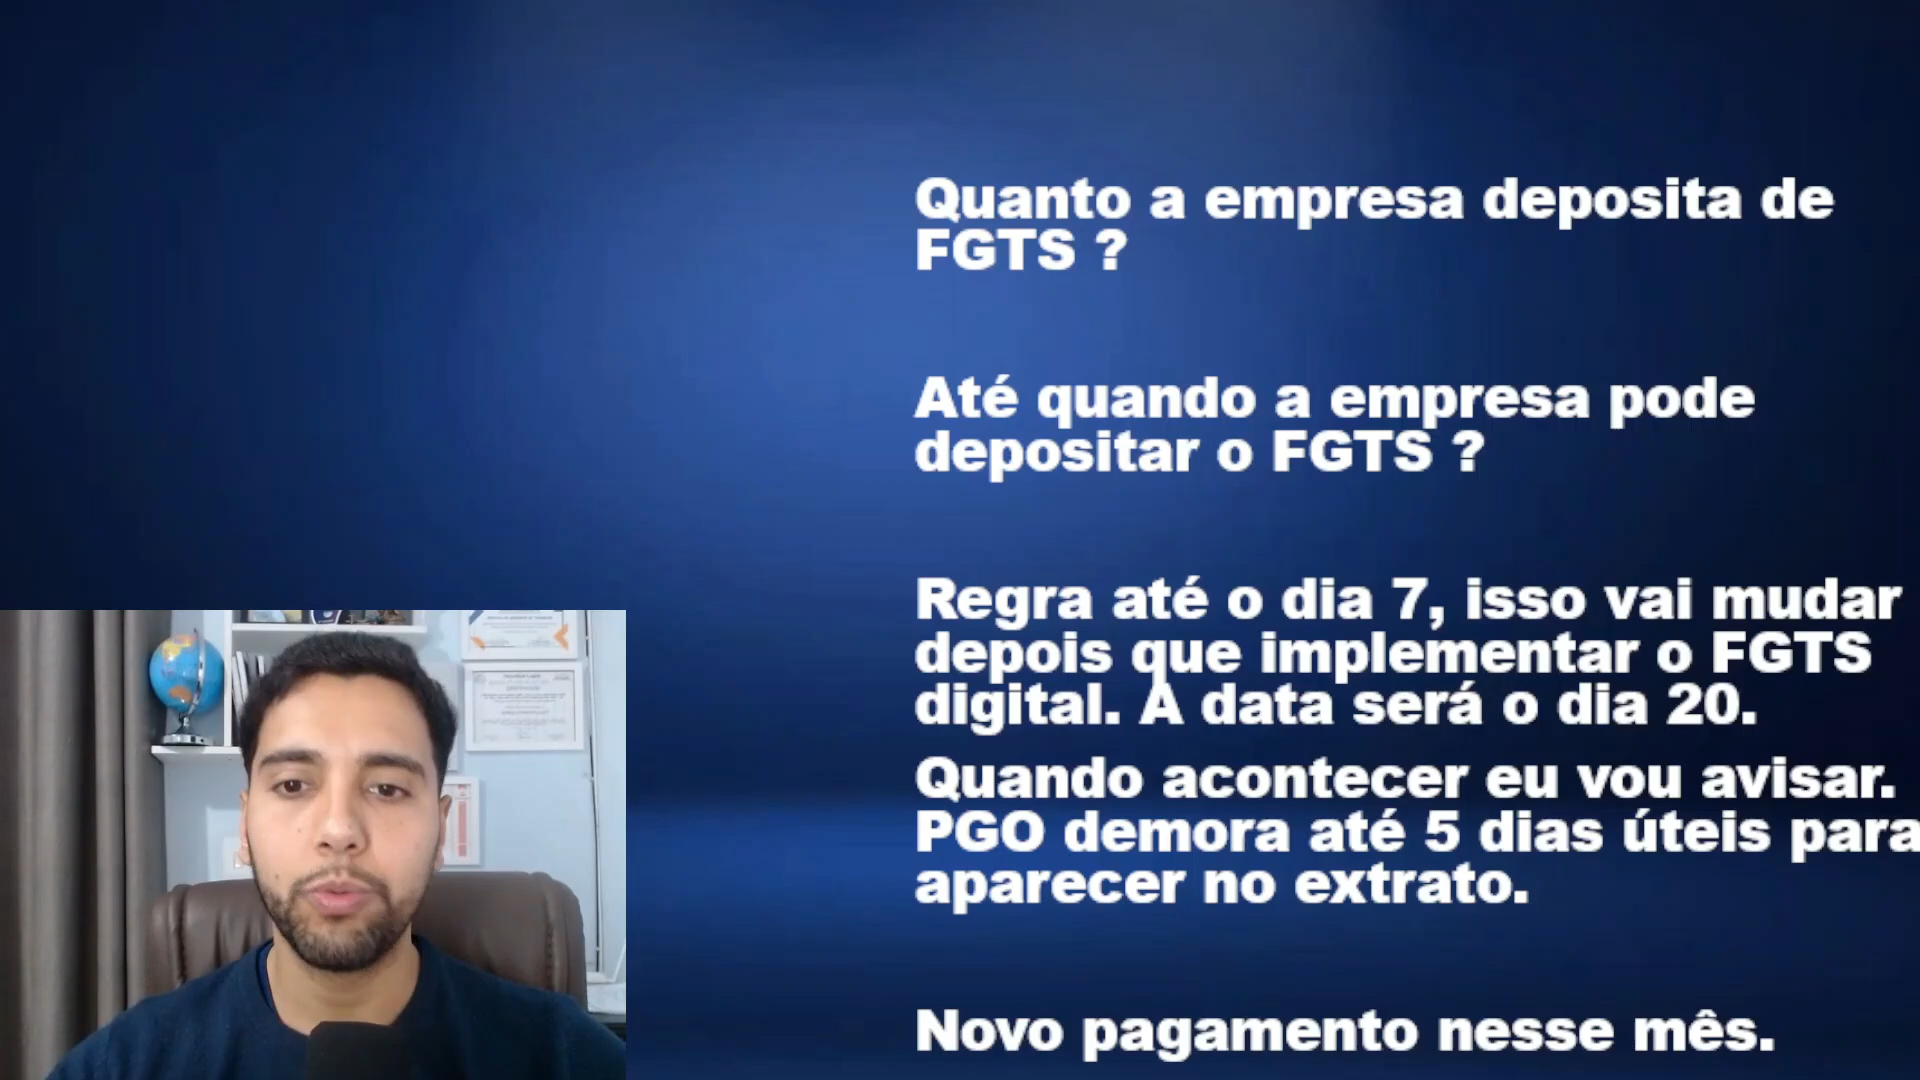 Quanto a empresa deposita de
FGTS ?
Até quando a empresa pode
depositar o FGTS ?
Regra até o dia 7, isso vai mudar
depois que implementar o FGTS
digital. A data será o dia 20.
Quando acontecer eu vou avisar.
PGO demora até 5 dias úteis para
aparecer no extrato.
Novo pagamento nesse mês.